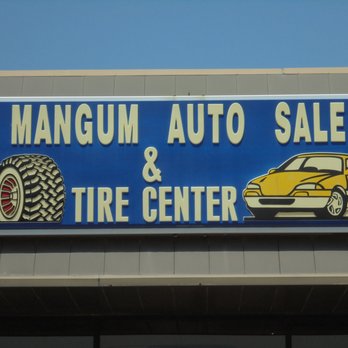 MANGUM AUTO SALE
&
TIRE CENTER